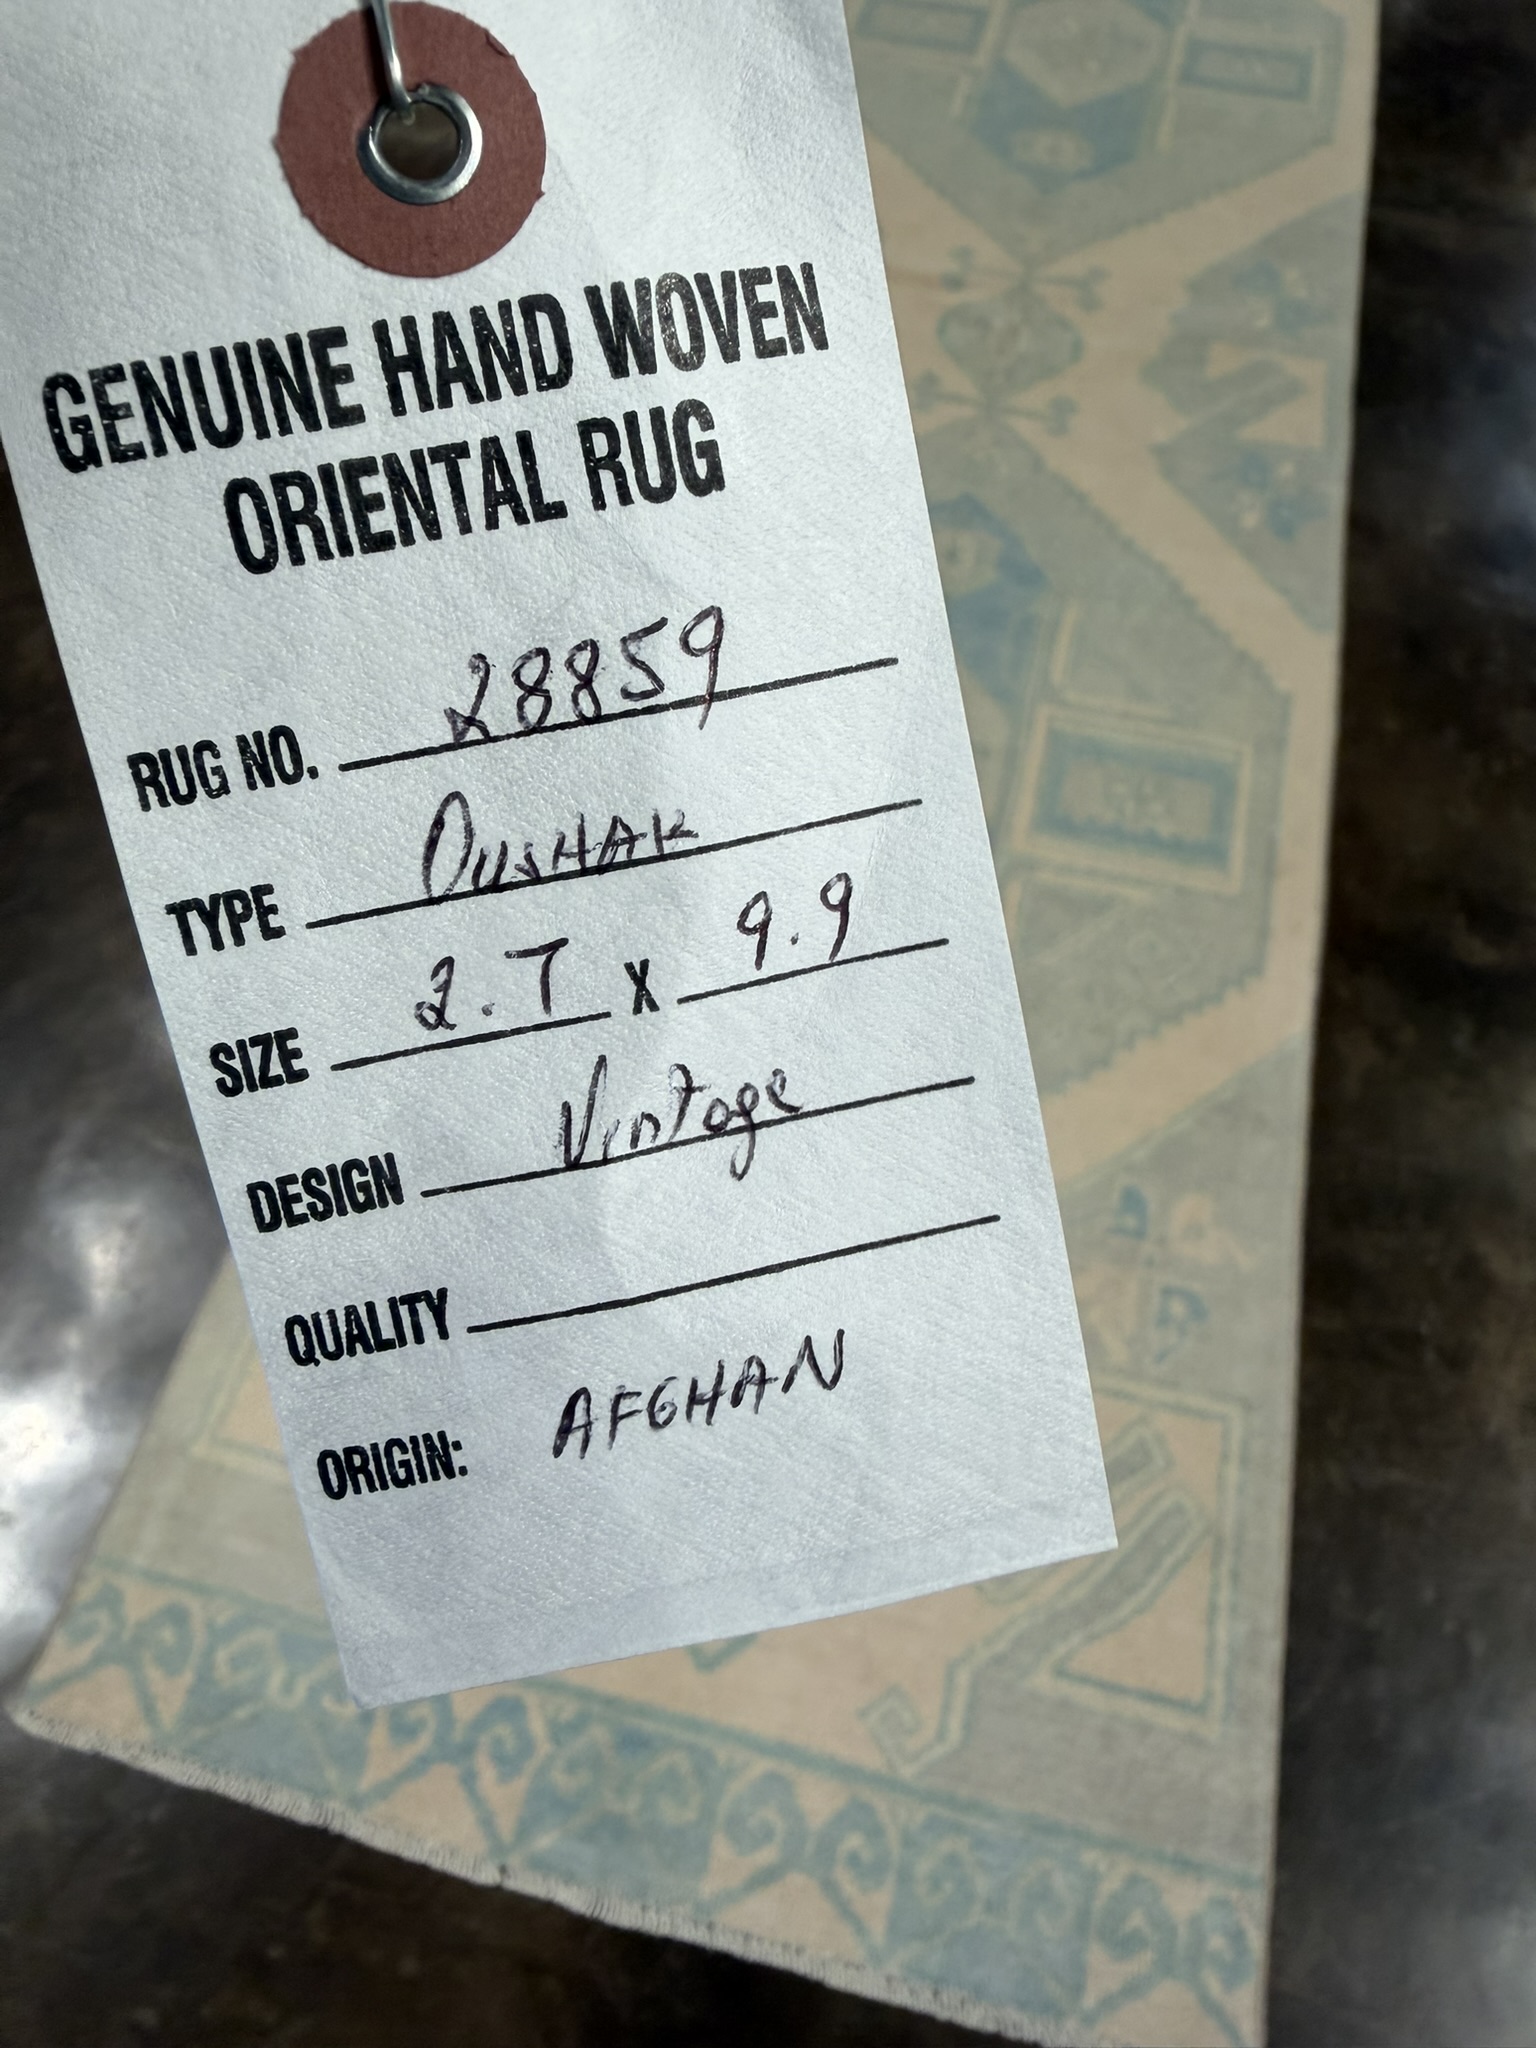 GENUINE HAND WOVEN
ORIENTAL RUG
RUG NO. 28859
TYPE OUSHAK
SIZE 2.7 X 9.9
DESIGN Vintage
QUALITY
ORIGIN: AFGHAN